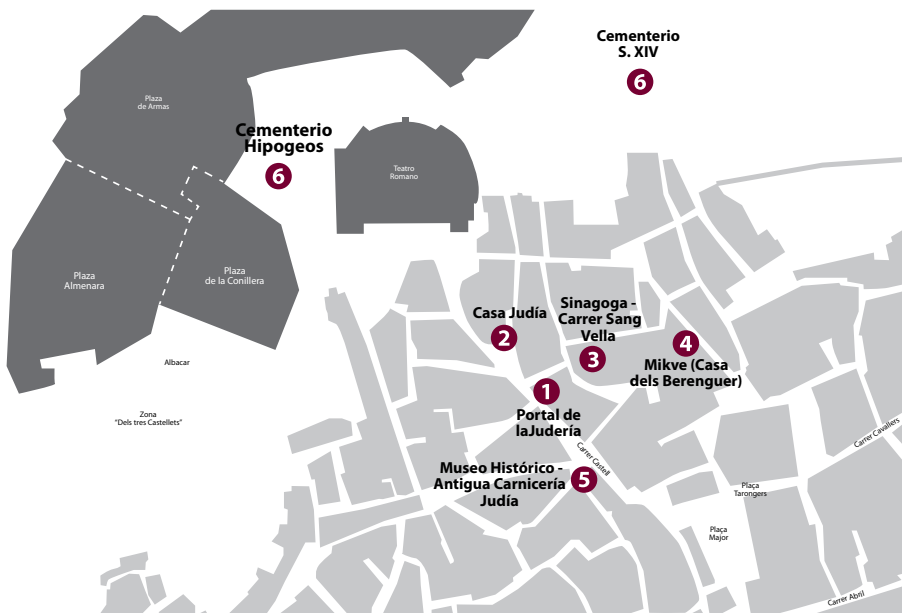 Cementerio
S. XIV
6
Plaza
de Armas
Cementerio
Hipogeos
6
Teatro
Romano
Plaza
Almenara
Plaza
de la Conillera
Sinagoga -
Carrer Sang
Vella
3
Casa Judía
2
4
Mikve (Casa
dels Berenguer)
Albacar
1
Portal de
laJudería
Zona
"Dels tres Castellets"
Carrer Cavallers
Carrer Castell
Museo Histórico -
Antigua Carnicería
Judía
5
Plaça
Tarongers
Plaça
Major
Carrer Abril